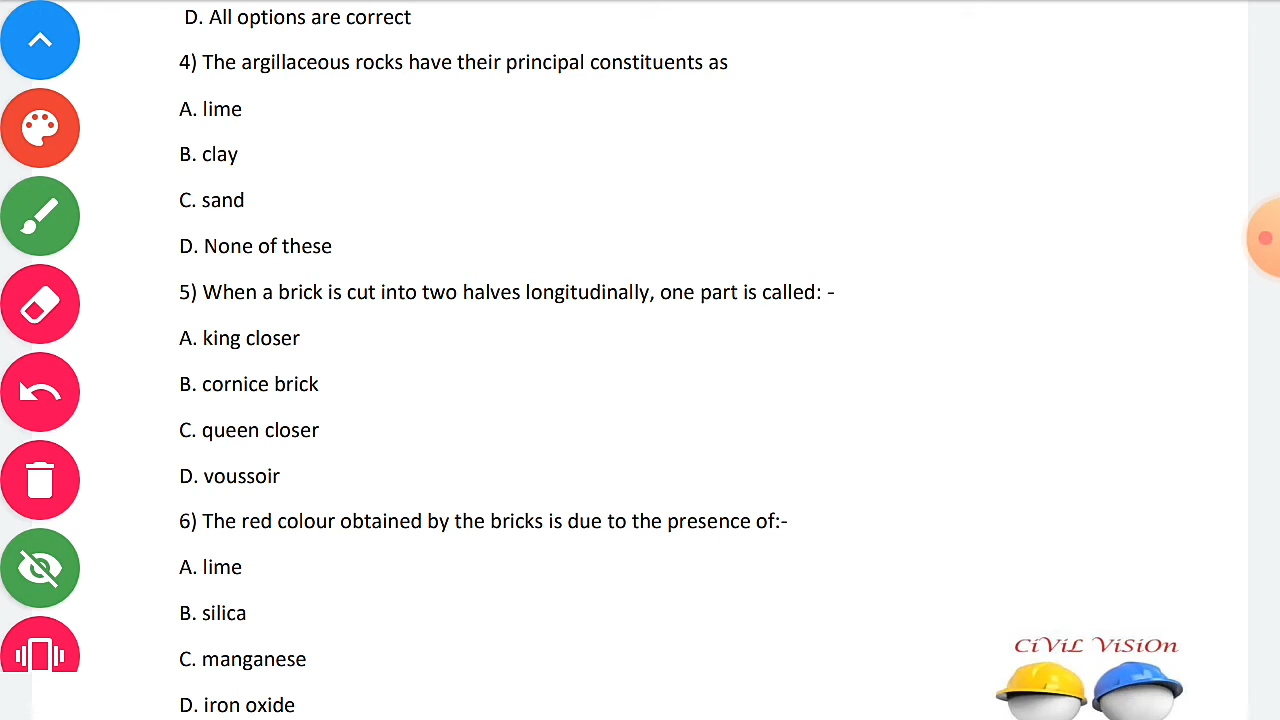 D. All options are correct
4) The argillaceous rocks have their principal constituents as
A. lime
B. clay
C. sand
D. None of these
5) When a brick is cut into two halves longitudinally, one part is called: -
A. king closer
B. cornice brick
C. queen closer
D. voussoir
6) The red colour obtained by the bricks is due to the presence of:-
A. lime
B. silica
C. manganese
D. iron oxide
CiViL ViSiOn